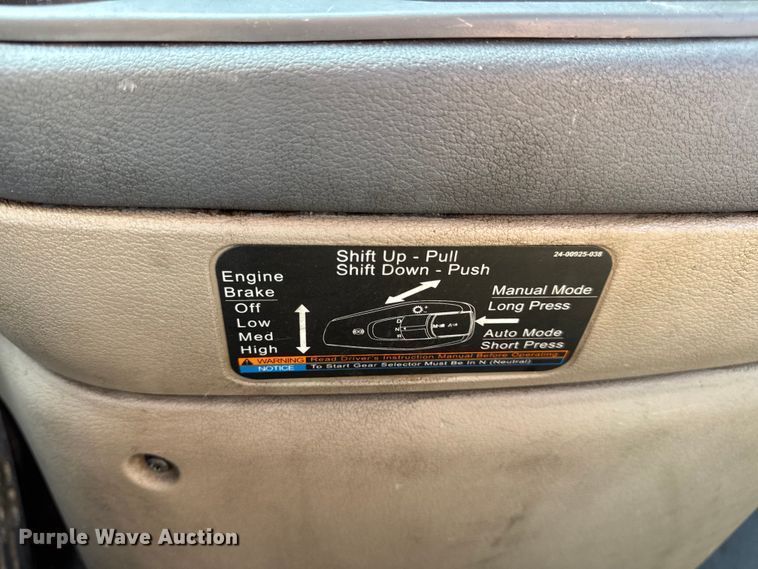 Shift Up - Pull
Shift Down - Push
24-00925-038
Engine
Brake
Off
Low
Med
High
Manual Mode
Long Press
Auto Mode
Short Press
D
N
R
WARNING Read Driver's Instruction Manual Before Operating
NOTICE To Start Gear Selector Must Be In N (Neutral)
Purple Wave Auction